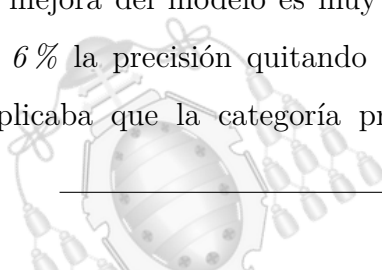 mejora del modelo es muy
6 % la precisión quitando
plicaba que la categoría pr